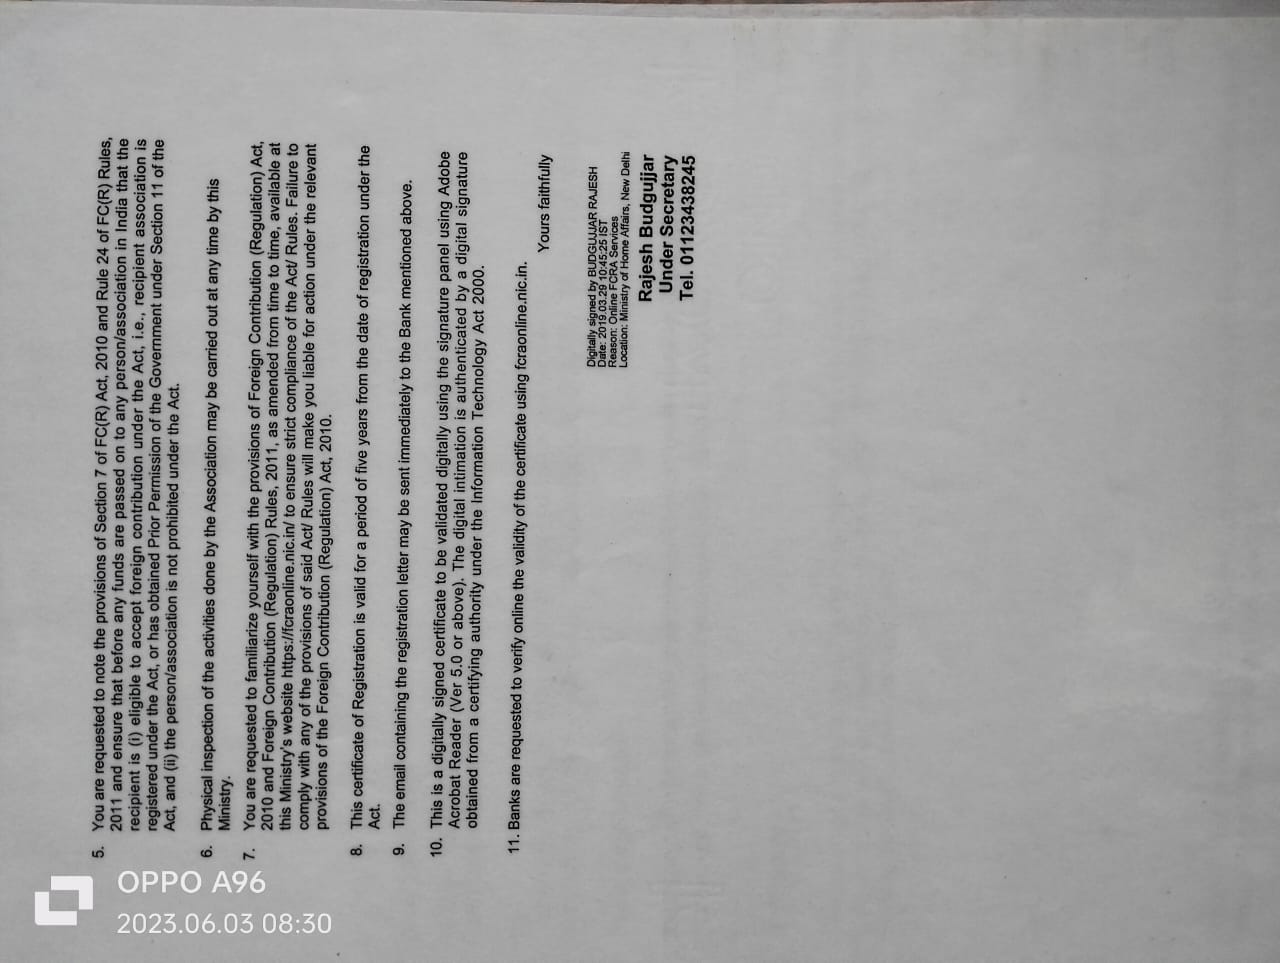 5. You are requested to note the provisions of Section 7 of FC(R) Act, 2010 and Rule 24 of FC(R) Rules,
2011 and ensure that before any funds are passed on to any person/association in India that the
recipient is (i) eligible to accept foreign contribution under the Act, i.e., recipient association is
registered under the Act, or has obtained Prior Permission of the Government under Section 11 of the
Act, and (ii) the person/association is not prohibited under the Act.
6. Physical inspection of the activities done by the Association may be carried out at any time by this
Ministry.
7. You are requested to familiarize yourself with the provisions of Foreign Contribution (Regulation) Act,
2010 and Foreign Contribution (Regulation) Rules, 2011, as amended from time to time, available at
this Ministry's website https://fcraonline.nic.in/ to ensure strict compliance of the Act/ Rules. Failure to
comply with any of the provisions of said Act/ Rules will make you liable for action under the relevant
provisions of the Foreign Contribution (Regulation) Act, 2010.
8. This certificate of Registration is valid for a period of five years from the date of registration under the
Act.
9. The email containing the registration letter may be sent immediately to the Bank mentioned above.
10. This is a digitally signed certificate to be validated digitally using the signature panel using Adobe
Acrobat Reader (Ver 5.0 or above). The digital intimation is authenticated by a digital signature
obtained from a certifying authority under the Information Technology Act 2000.
11. Banks are requested to verify online the validity of the certificate using fcraonline.nic.in.
Yours faithfully
Digitally signed by BUDGUJJAR RAJESH
Date: 2019.03.29 10:45:25 IST
Reason: Online FCRA Services
Location: Ministry of Home Affairs, New Delhi
Rajesh Budgujjar
Under Secretary
Tel. 01123438245
OPPO A96
2023.06.03 08:30